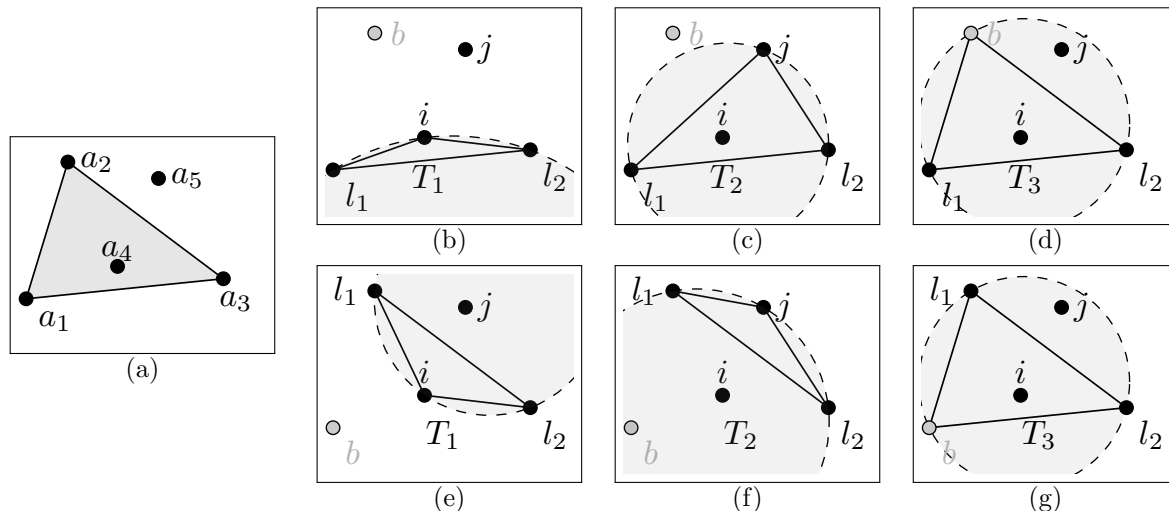 a₁
a₂
a₃
a₄
a₅
(a)
b
j
i
l₁
T₁
l₂
(b)
b
j
i
l₁
T₂
l₂
(c)
b
j
i
l₁
T₃
l₂
(d)
l₁
j
i
T₁
l₂
b
(e)
l₁
j
i
T₂
l₂
b
(f)
l₁
j
i
T₃
l₂
b
(g)